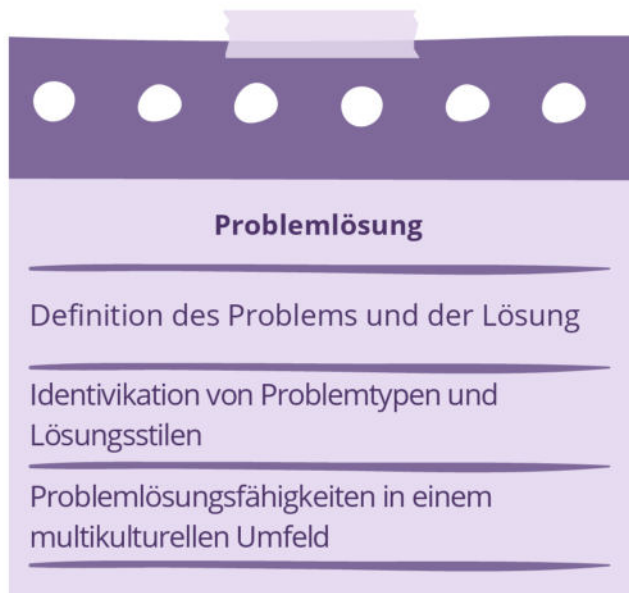 Problemlösung
Definition des Problems und der Lösung
Identivikation von Problemtypen und
Lösungsstilen
Problemlösungsfähigkeiten in einem
multikulturellen Umfeld